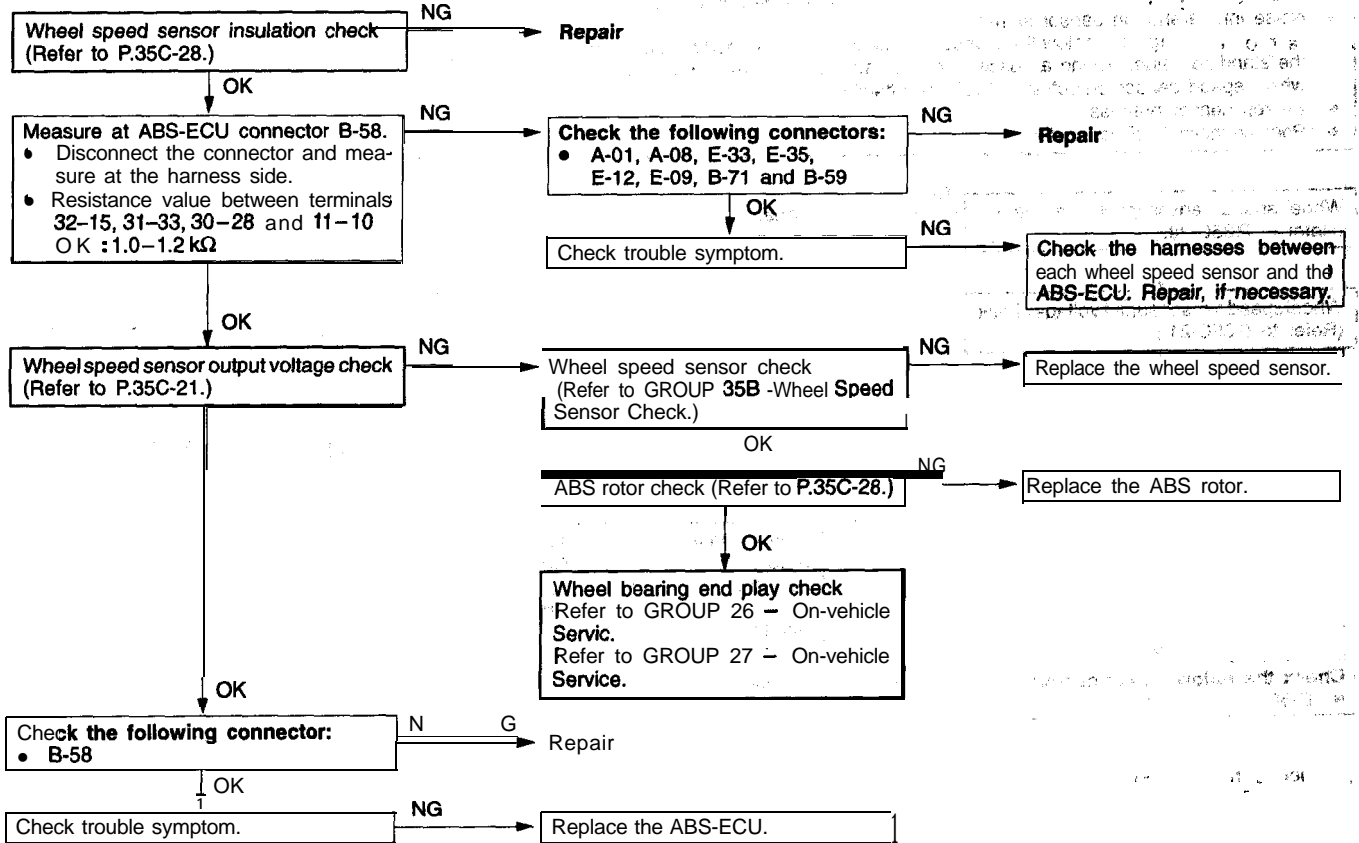 NG
Wheel speed sensor insulation check
(Refer to P.35C-28.)
Repair
OK
Measure at ABS-ECU connector B-58.
• Disconnect the connector and mea-
sure at the harness side.
• Resistance value between terminals
32–15, 31–33, 30–28 and 11–10
OK : 1.0–1.2 kΩ
NG
Check the following connectors:
• A-01, A-08, E-33, E-35,
E-12, E-09, B-71 and B-59
NG
Repair
OK
Check trouble symptom.
NG
Check the harnesses between
each wheel speed sensor and the
ABS-ECU. Repair, if necessary.
OK
Wheel speed sensor output voltage check
(Refer to P.35C-21.)
NG
Wheel speed sensor check
(Refer to GROUP 35B -Wheel Speed
Sensor Check.)
NG
Replace the wheel speed sensor.
OK
ABS rotor check (Refer to P.35C-28.)
NG
Replace the ABS rotor.
OK
Wheel bearing end play check
Refer to GROUP 26 – On-vehicle
Servic.
Refer to GROUP 27 – On-vehicle
Service.
OK
Check the following connector:
• B-58
N G
Repair
OK
Check trouble symptom.
NG
Replace the ABS-ECU.